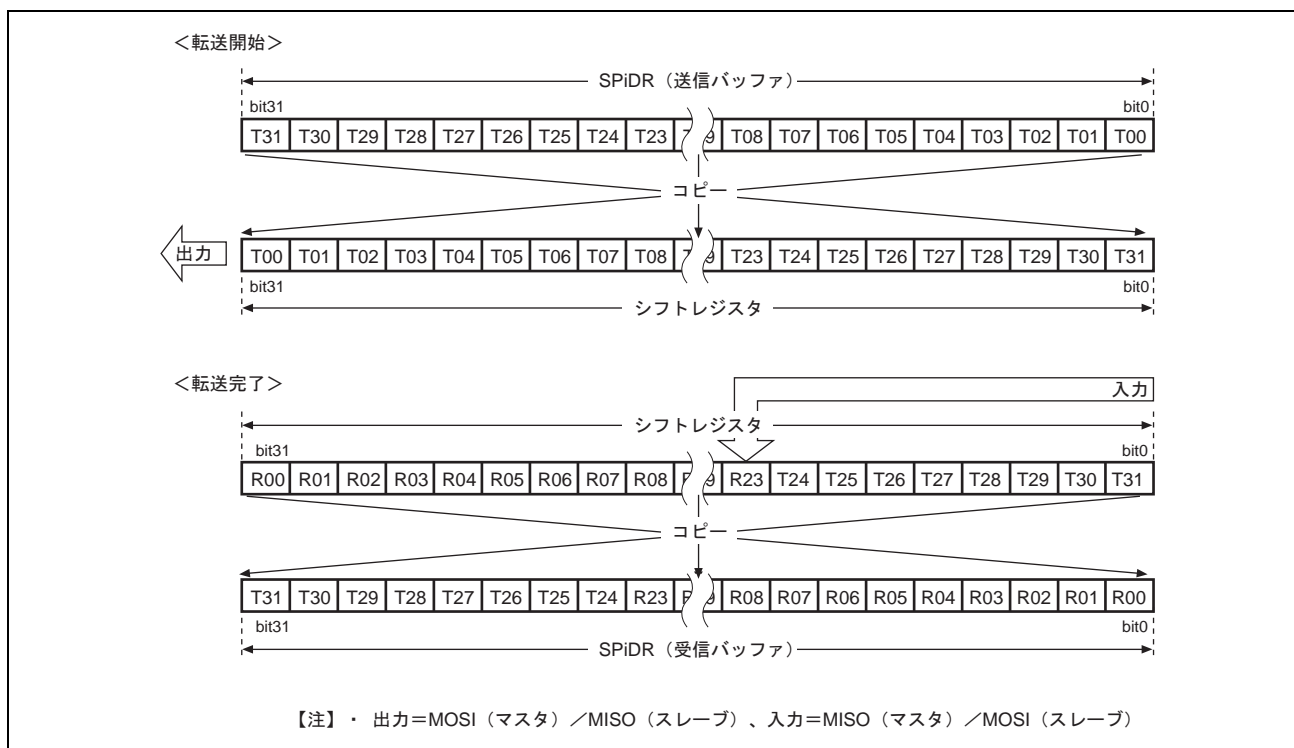 ＜転送開始＞
SPiDR（送信バッファ）
bit31 bit0
T31 T30 T29 T28 T27 T26 T25 T24 T23 T08 T07 T06 T05 T04 T03 T02 T01 T00
コピー
出力
T00 T01 T02 T03 T04 T05 T06 T07 T08 T23 T24 T25 T26 T27 T28 T29 T30 T31
bit31 bit0
シフトレジスタ
＜転送完了＞
入力
シフトレジスタ
bit31 bit0
R00 R01 R02 R03 R04 R05 R06 R07 R08 R23 T24 T25 T26 T27 T28 T29 T30 T31
コピー
T31 T30 T29 T28 T27 T26 T25 T24 R23 R08 R07 R06 R05 R04 R03 R02 R01 R00
bit31 bit0
SPiDR（受信バッファ）
【注】・ 出力＝MOSI（マスタ）／MISO（スレーブ）、入力＝MISO（マスタ）／MOSI（スレーブ）